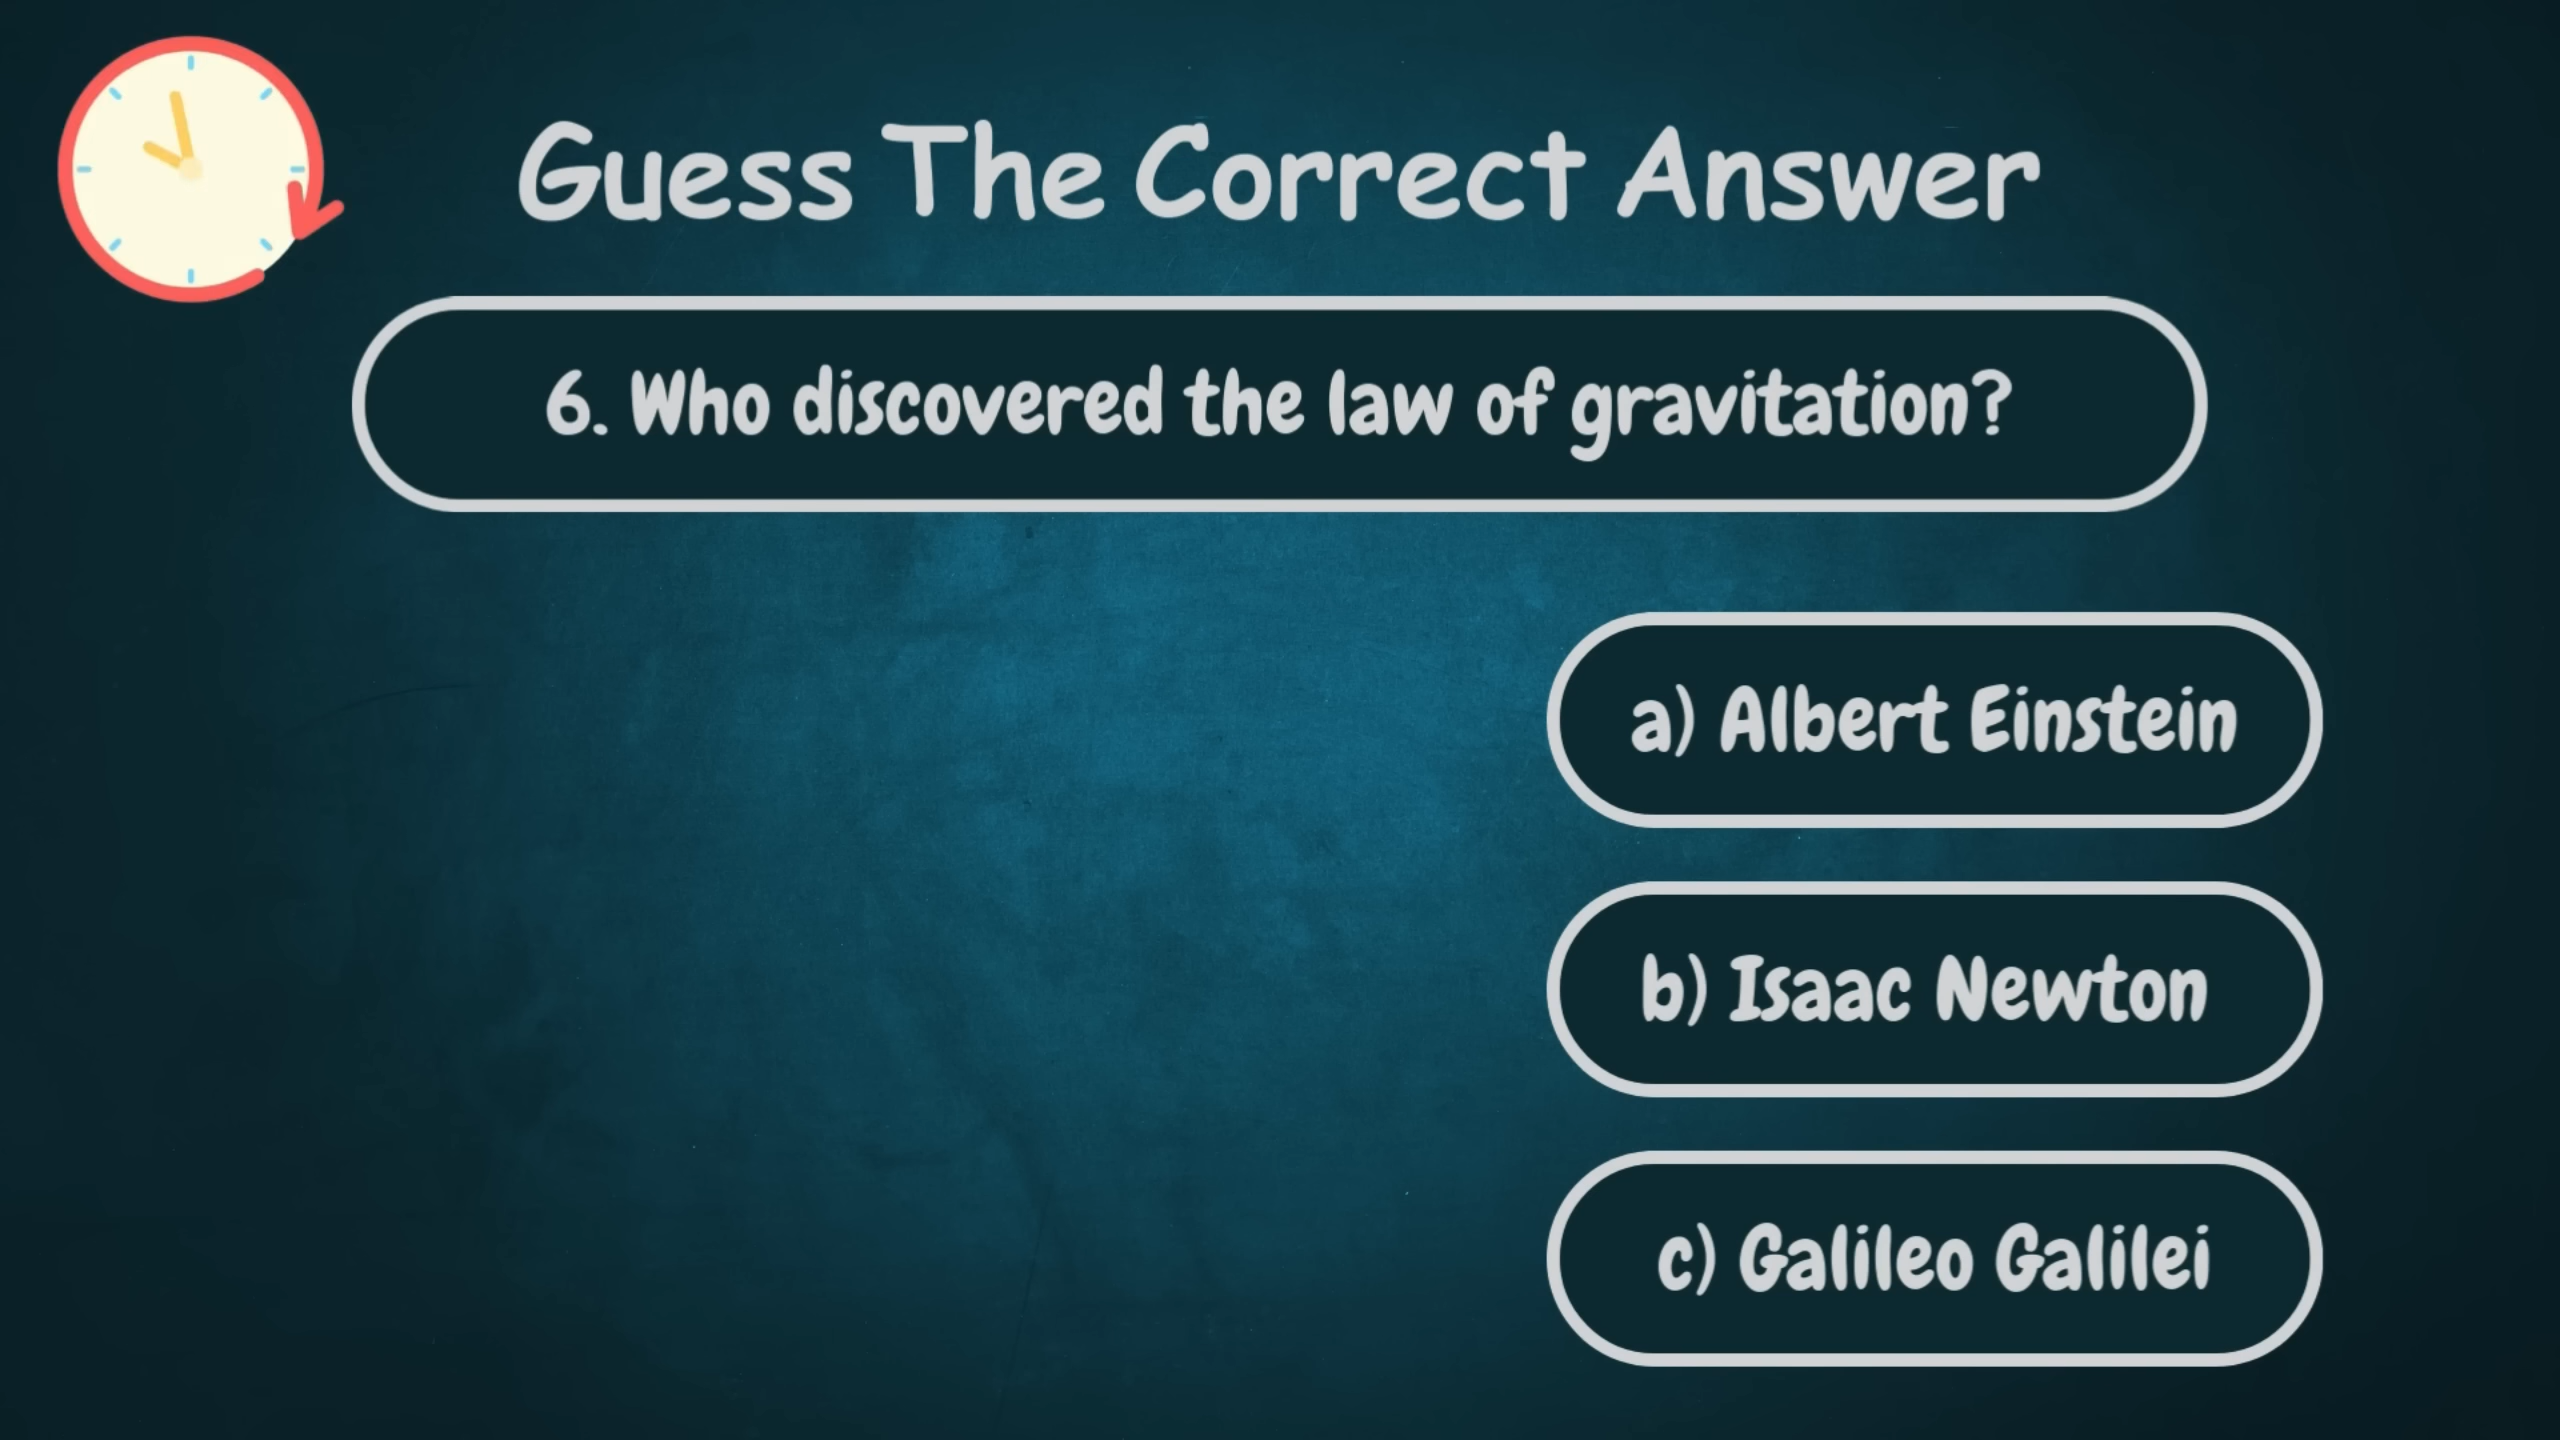 Guess The Correct Answer
6. Who discovered the law of gravitation?
a) Albert Einstein
b) Isaac Newton
c) Galileo Galilei